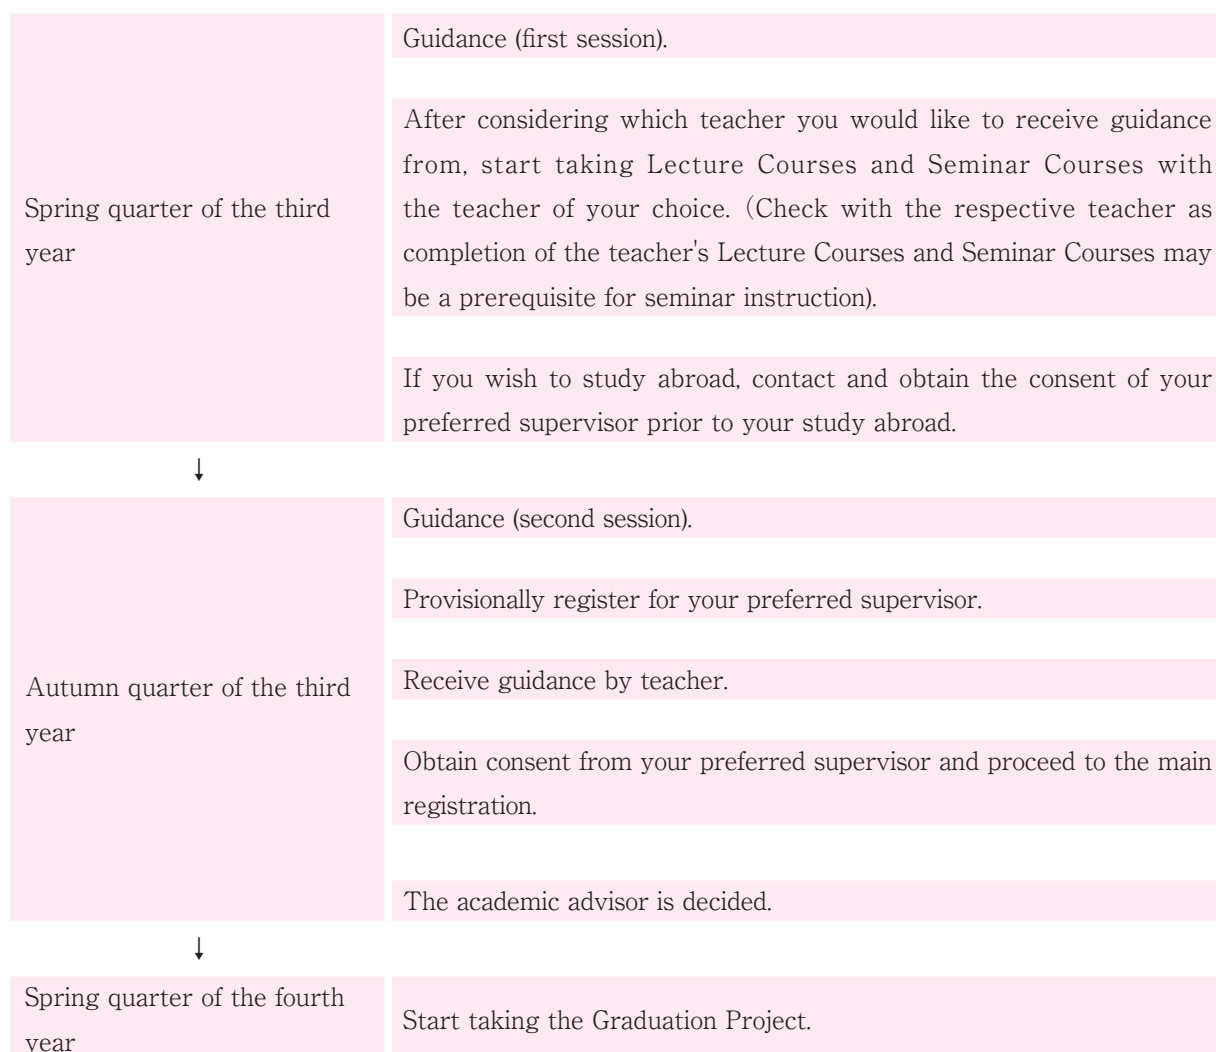 Spring quarter of the third
year
Guidance (first session).
After considering which teacher you would like to receive guidance
from, start taking Lecture Courses and Seminar Courses with
the teacher of your choice. (Check with the respective teacher as
completion of the teacher's Lecture Courses and Seminar Courses may
be a prerequisite for seminar instruction).
If you wish to study abroad, contact and obtain the consent of your
preferred supervisor prior to your study abroad.
↓
Autumn quarter of the third
year
Guidance (second session).
Provisionally register for your preferred supervisor.
Receive guidance by teacher.
Obtain consent from your preferred supervisor and proceed to the main
registration.
The academic advisor is decided.
↓
Spring quarter of the fourth
year
Start taking the Graduation Project.